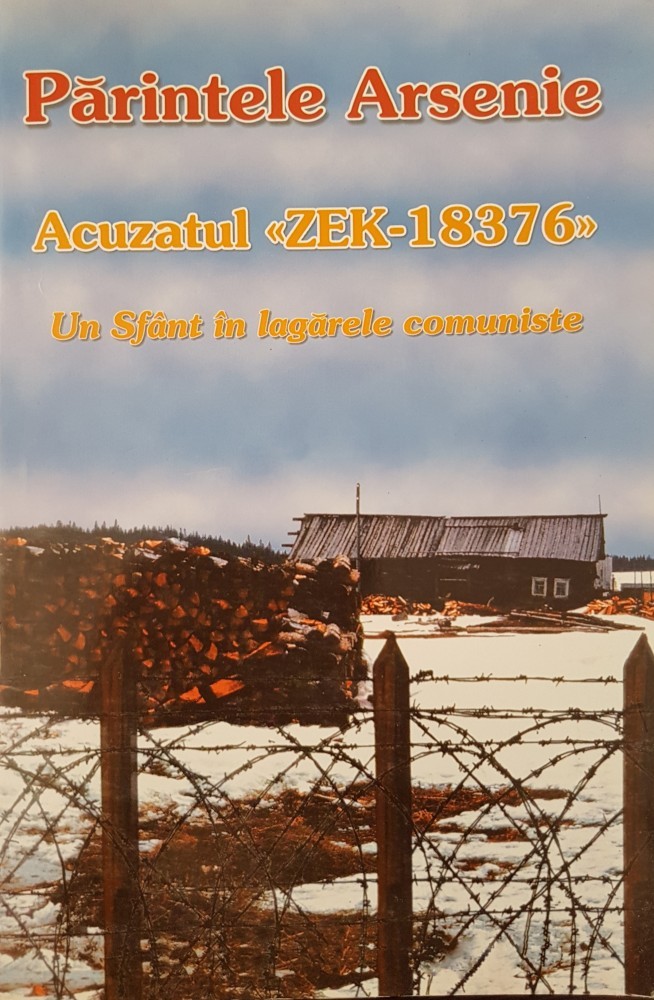 Părintele Arsenie
Acuzatul «ZEK-18376»
Un Sfânt în lagărele comuniste